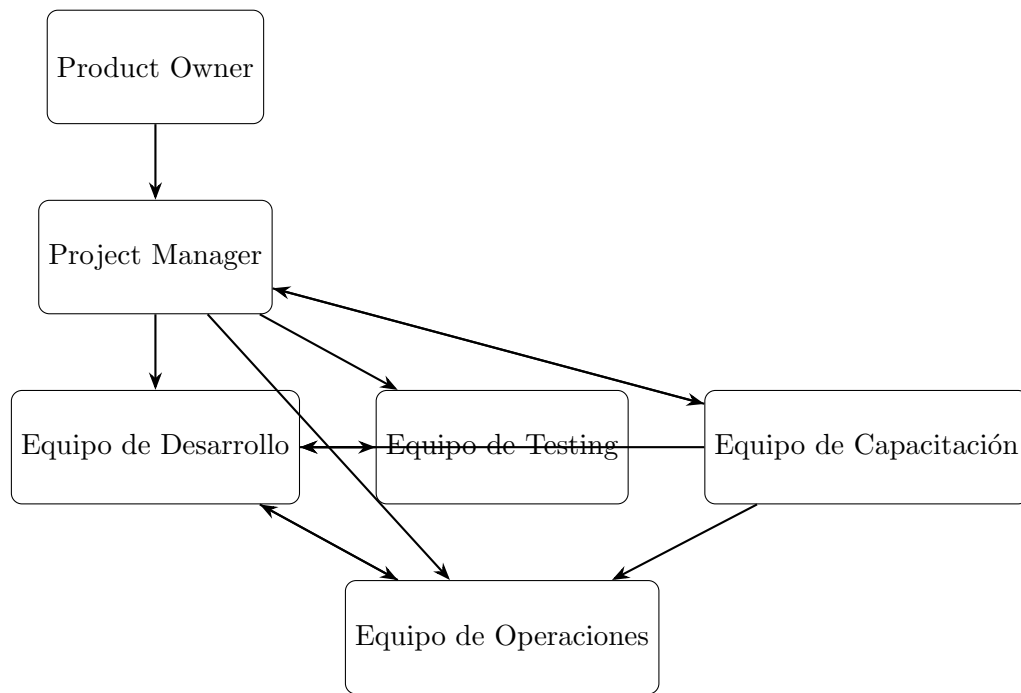 Product Owner
Project Manager
Equipo de Desarrollo
Equipo de Testing
Equipo de Capacitación
Equipo de Operaciones